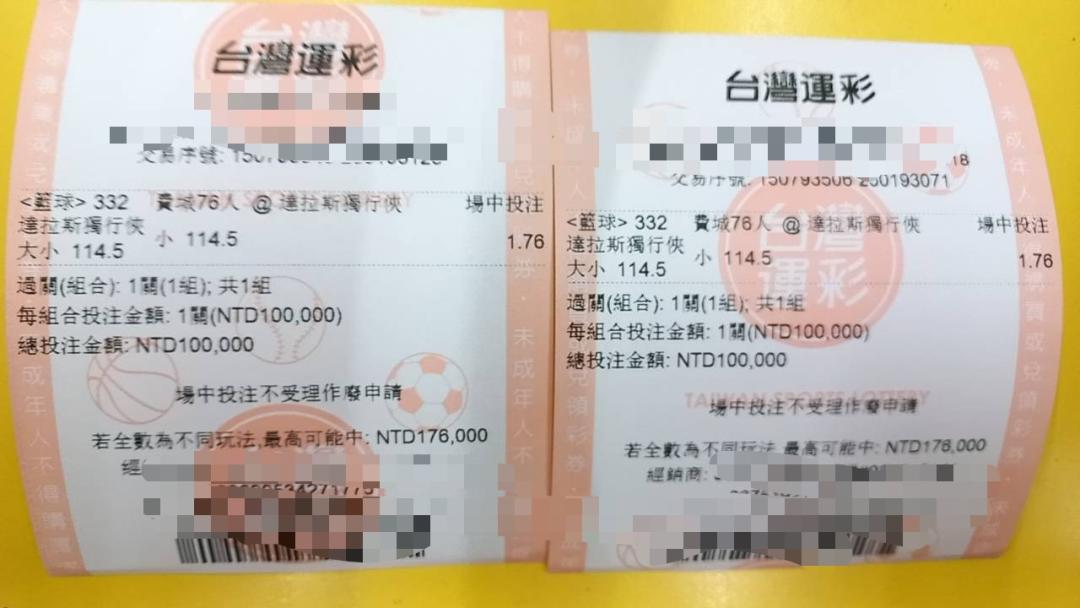 台灣運彩
<籃球> 332 費城76人 @ 達拉斯獨行俠 場中投注
達拉斯獨行俠
大小 114.5 小 114.5 1.76
過關(組合): 1關(1組); 共1組
每組合投注金額: 1關(NTD100,000)
總投注金額: NTD100,000
場中投注不受理作廢申請
若全數為不同玩法,最高可能中: NTD176,000
台灣運彩
18
交易序號: 150793506 250193071
<籃球> 332 費城76人 @ 達拉斯獨行俠 場中投注
達拉斯獨行俠
大小 114.5 小 114.5 1.76
過關(組合): 1關(1組); 共1組
每組合投注金額: 1關(NTD100,000)
總投注金額: NTD100,000
TAIWAN SPORTS LOTTERY
場中投注不受理作廢申請
若全數為不同玩法,最高可能中: NTD176,000
經銷商: